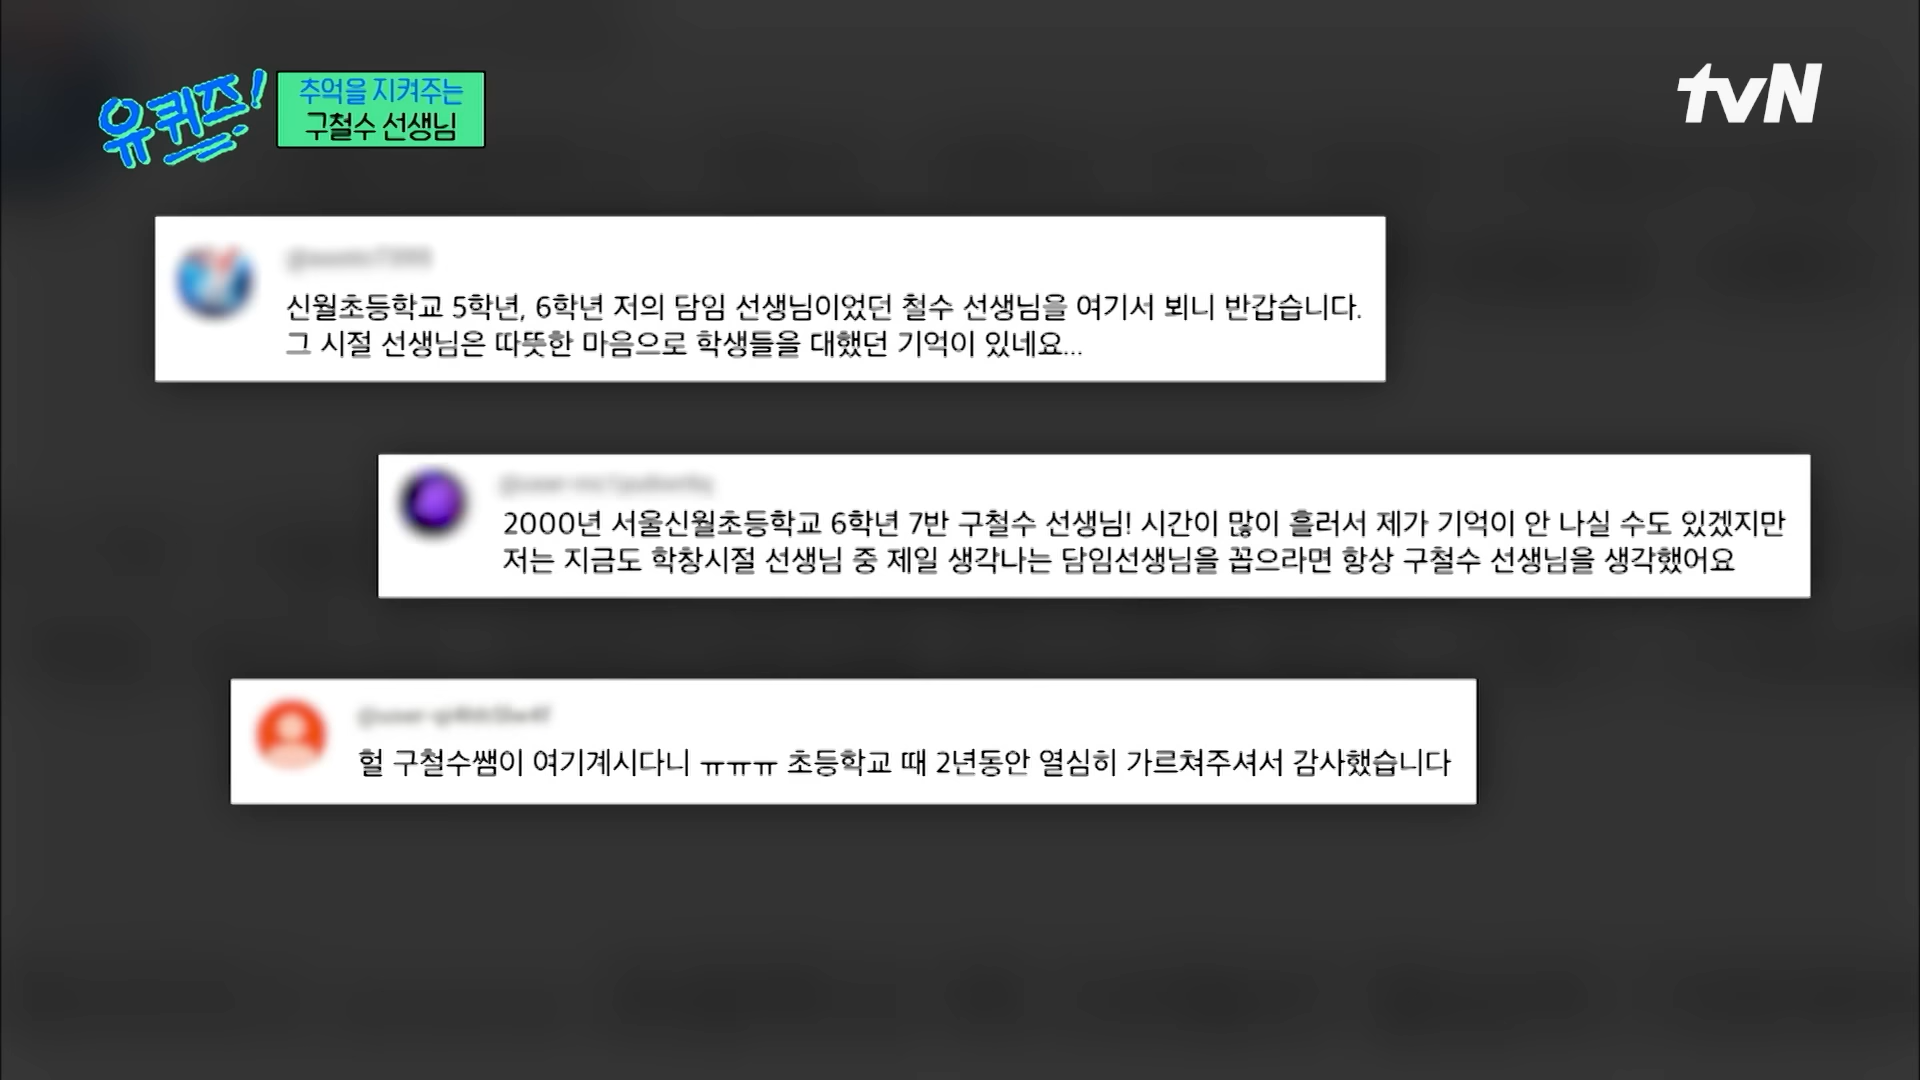 유퀴즈!
추억을 지켜주는
구철수 선생님
tvN
신월초등학교 5학년, 6학년 저의 담임 선생님이었던 철수 선생님을 여기서 뵈니 반갑습니다.
그 시절 선생님은 따뜻한 마음으로 학생들을 대했던 기억이 있네요...
2000년 서울신월초등학교 6학년 7반 구철수 선생님! 시간이 많이 흘러서 제가 기억이 안 나실 수도 있겠지만
저는 지금도 학창시절 선생님 중 제일 생각나는 담임선생님을 꼽으라면 항상 구철수 선생님을 생각했어요
헐 구철수쌤이 여기계시다니 ㅠㅠㅠ 초등학교 때 2년동안 열심히 가르쳐주셔서 감사했습니다